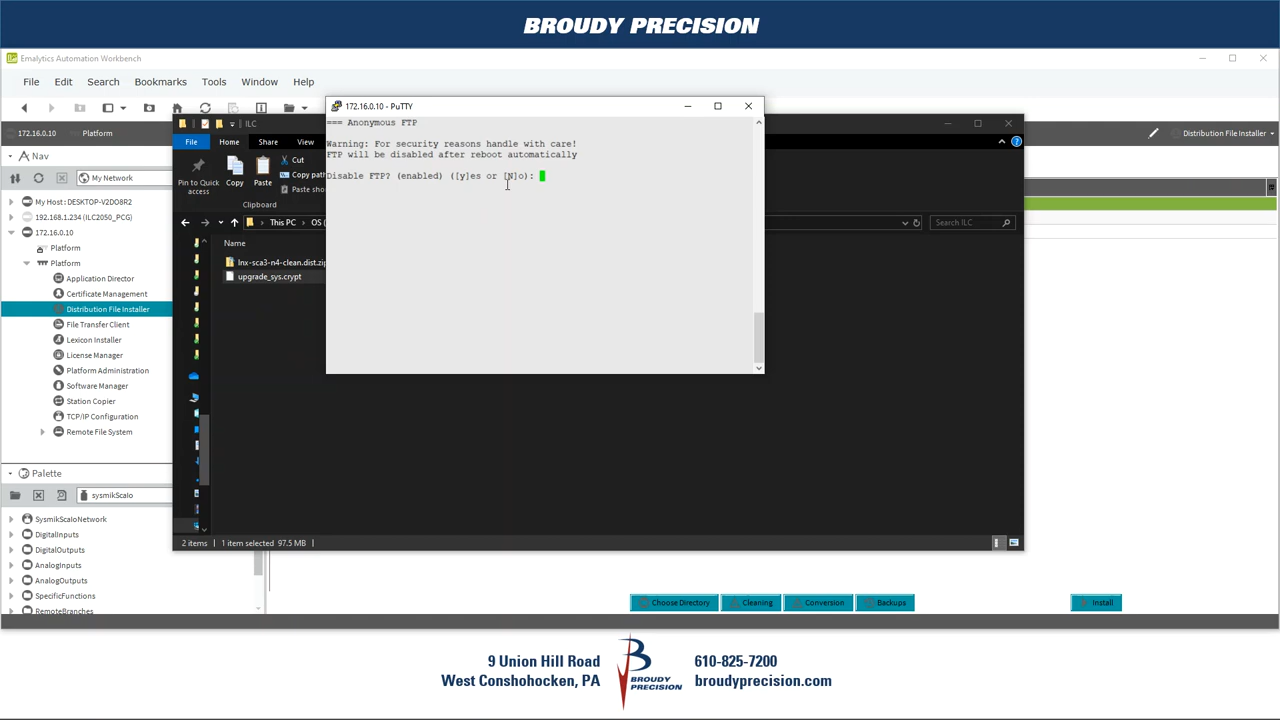 BROUDY PRECISION
Emalytics Automation Workbench
File Edit Search Bookmarks Tools Window Help
172.16.0.10 Platform
Distribution File Installer
Nav
My Network
My Host : DESKTOP-V2DO8R2
192.168.1.234 (ILC2050_PCG)
172.16.0.10
Platform
Platform
Application Director
Certificate Management
Distribution File Installer
File Transfer Client
Lexicon Installer
License Manager
Platform Administration
Software Manager
Station Copier
TCP/IP Configuration
Remote File System
Palette
sysmikScaIo
SysmikScaIoNetwork
DigitalInputs
DigitalOutputs
AnalogInputs
AnalogOutputs
SpecificFunctions
RemoteBranches
ILC
File Home Share View
Pin to Quick access
Copy
Paste
Cut
Copy path
Paste sho
Clipboard
This PC OS (
Search ILC
Name
lnx-sca3-n4-clean.dist.zip
upgrade_sys.crypt
2 items 1 item selected 97.5 MB
172.16.0.10 - PuTTY
=== Anonymous FTP
Warning: For security reasons handle with care!
FTP will be disabled after reboot automatically
Disable FTP? (enabled) ([y]es or [N]o):
Choose Directory Cleaning Conversion Backups Install
9 Union Hill Road
West Conshohocken, PA
BROUDY
PRECISION
610-825-7200
broudyprecision.com